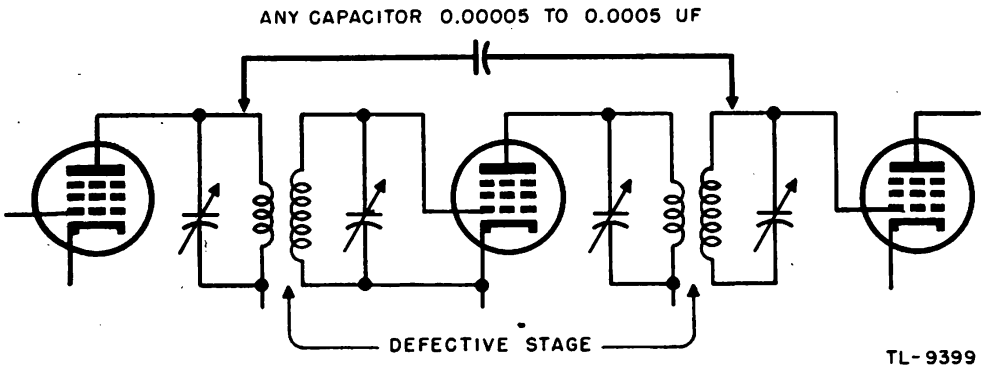 ANY CAPACITOR 0.00005 TO 0.0005 UF
DEFECTIVE STAGE
TL-9399